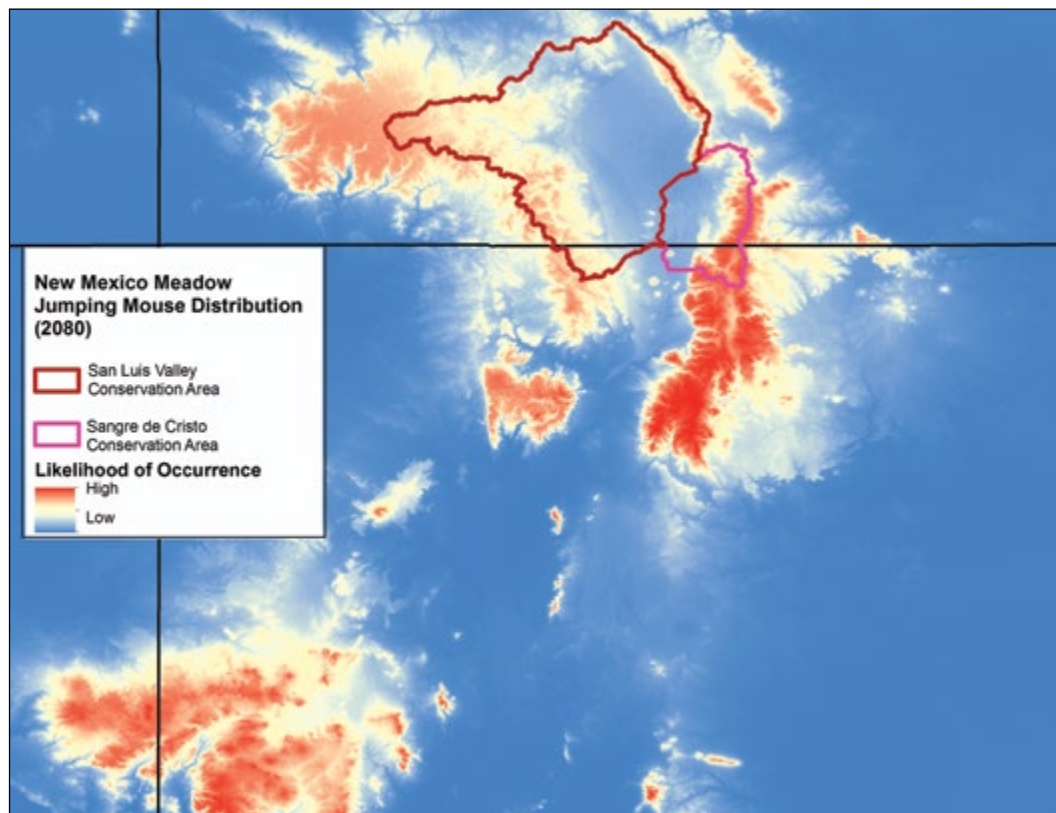 New Mexico Meadow
Jumping Mouse Distribution
(2080)
San Luis Valley
Conservation Area
Sangre de Cristo
Conservation Area
Likelihood of Occurrence
High
Low